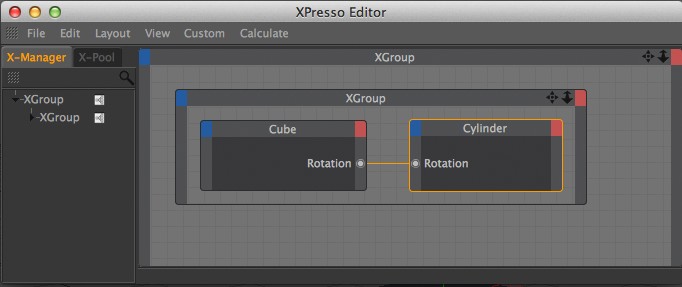 XPresso Editor
File Edit Layout View Custom Calculate
X-Manager X-Pool
XGroup
XGroup
XGroup
XGroup
Cube
Rotation
Cylinder
Rotation